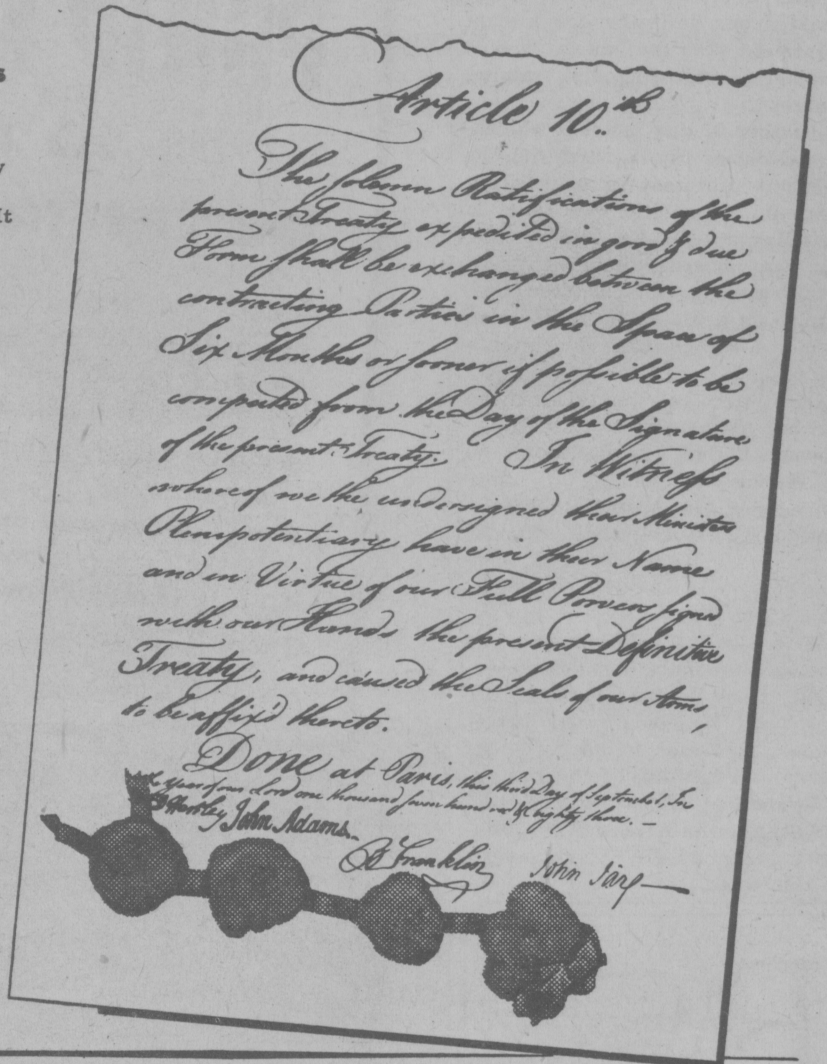 s
y
t
Article 10.th
The solemn Ratifications of the
present Treaty expedited in good & due
Form shall be exchanged between the
contracting Parties in the Space of
Six Months or sooner if possible to be
computed from the Day of the Signature
of the present Treaty. In Witness
whereof we the undersigned their Ministers
Plenipotentiary have in their Name
and in Virtue of our Full Powers signed
with our Hands the present Definitive
Treaty, and caused the Seals of our Arms
to be affix'd thereto.
Done at Paris, this third Day of September, In
the Year of our Lord one thousand seven hundred & eighty three. –
D Hartley John Adams.
B Franklin
John Jay –